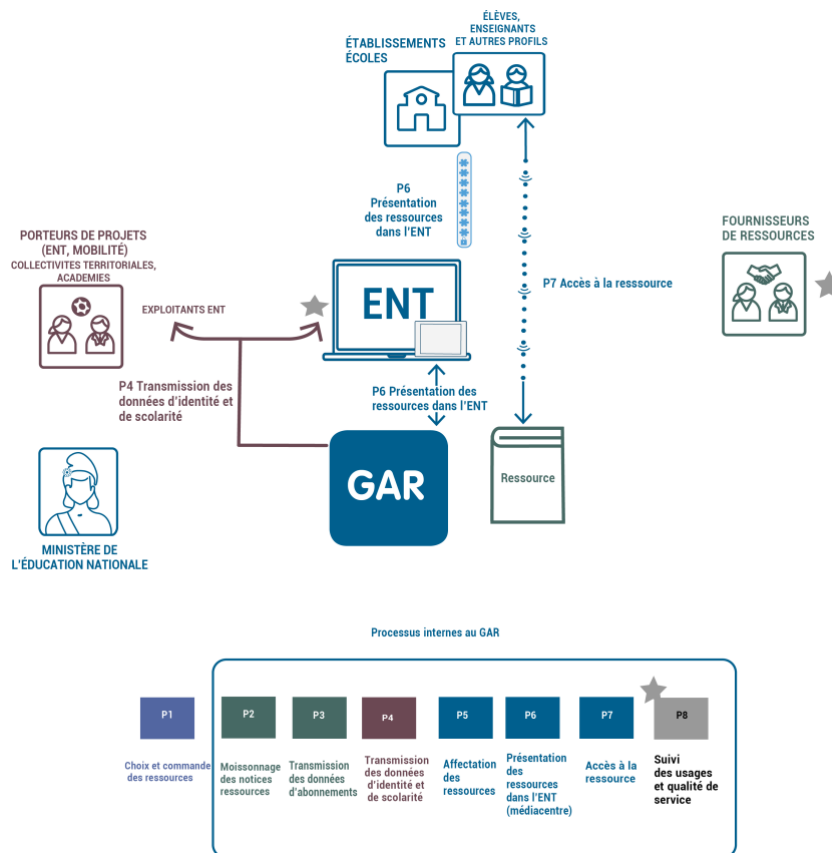 ÉLÈVES,
ENSEIGNANTS
ET AUTRES PROFILS
ÉTABLISSEMENTS
ÉCOLES
P6
Présentation
des ressources
dans l'ENT
PORTEURS DE PROJETS
(ENT, MOBILITÉ)
COLLECTIVITES TERRITORIALES,
ACADEMIES
EXPLOITANTS ENT
ENT
P7 Accès à la resssource
FOURNISSEURS
DE RESSOURCES
P4 Transmission des
données d'identité et
de scolarité
P6 Présentation des
ressources dans l'ENT
GAR
Ressource
MINISTÈRE DE
L'ÉDUCATION NATIONALE
Processus internes au GAR
P1
Choix et commande
des ressources
P2
Moissonnage
des notices
ressources
P3
Transmission
des données
d'abonnements
P4
Transmission
des données
d'identité et
de scolarité
P5
Affectation
des
ressources
P6
Présentation
des
ressources
dans l'ENT
(médiacentre)
P7
Accès à la
ressource
P8
Suivi
des usages
et qualité de
service